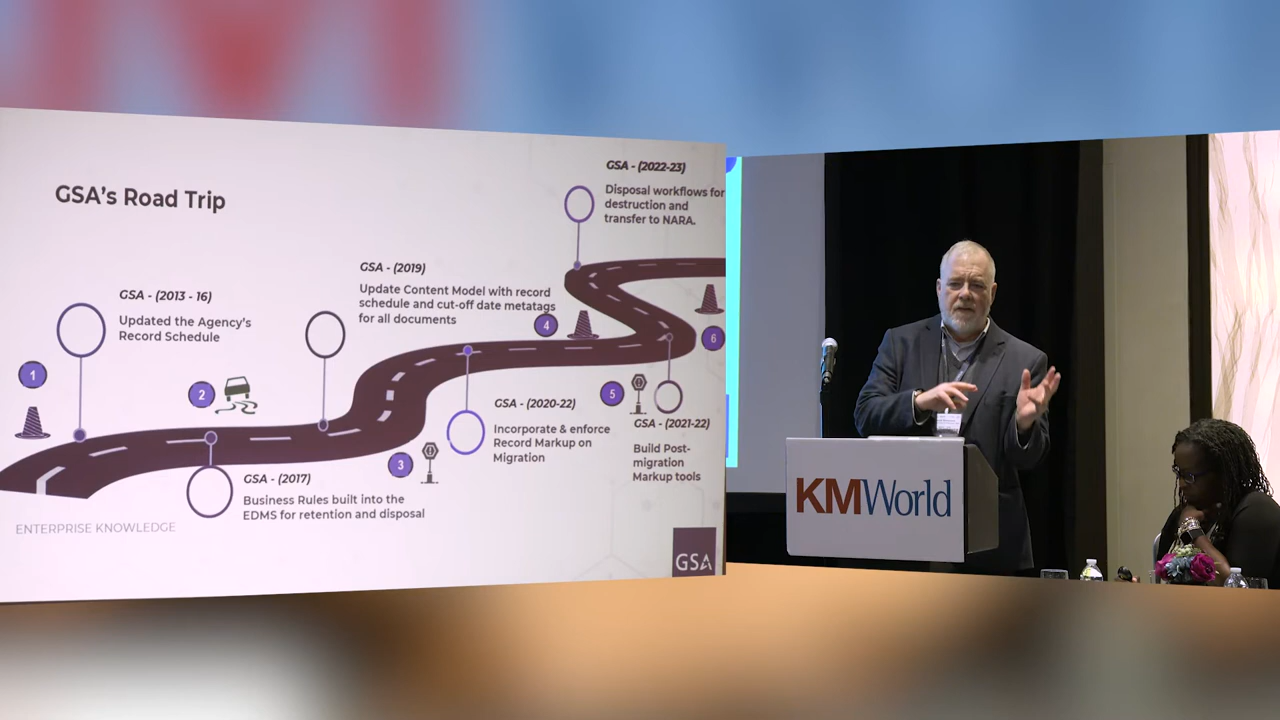 GSA's Road Trip
GSA - (2013 - 16)
Updated the Agency's
Record Schedule
1
2
GSA - (2017)
Business Rules built into the
EDMS for retention and disposal
GSA - (2019)
Update Content Model with record
schedule and cut-off date metatags
for all documents
3
GSA - (2020-22)
Incorporate & enforce
Record Markup on
Migration
4
5
GSA - (2021-22)
Build Post-
migration
Markup tools
GSA - (2022-23)
Disposal workflows for
destruction and
transfer to NARA.
6
ENTERPRISE KNOWLEDGE
GSA
KMWorld